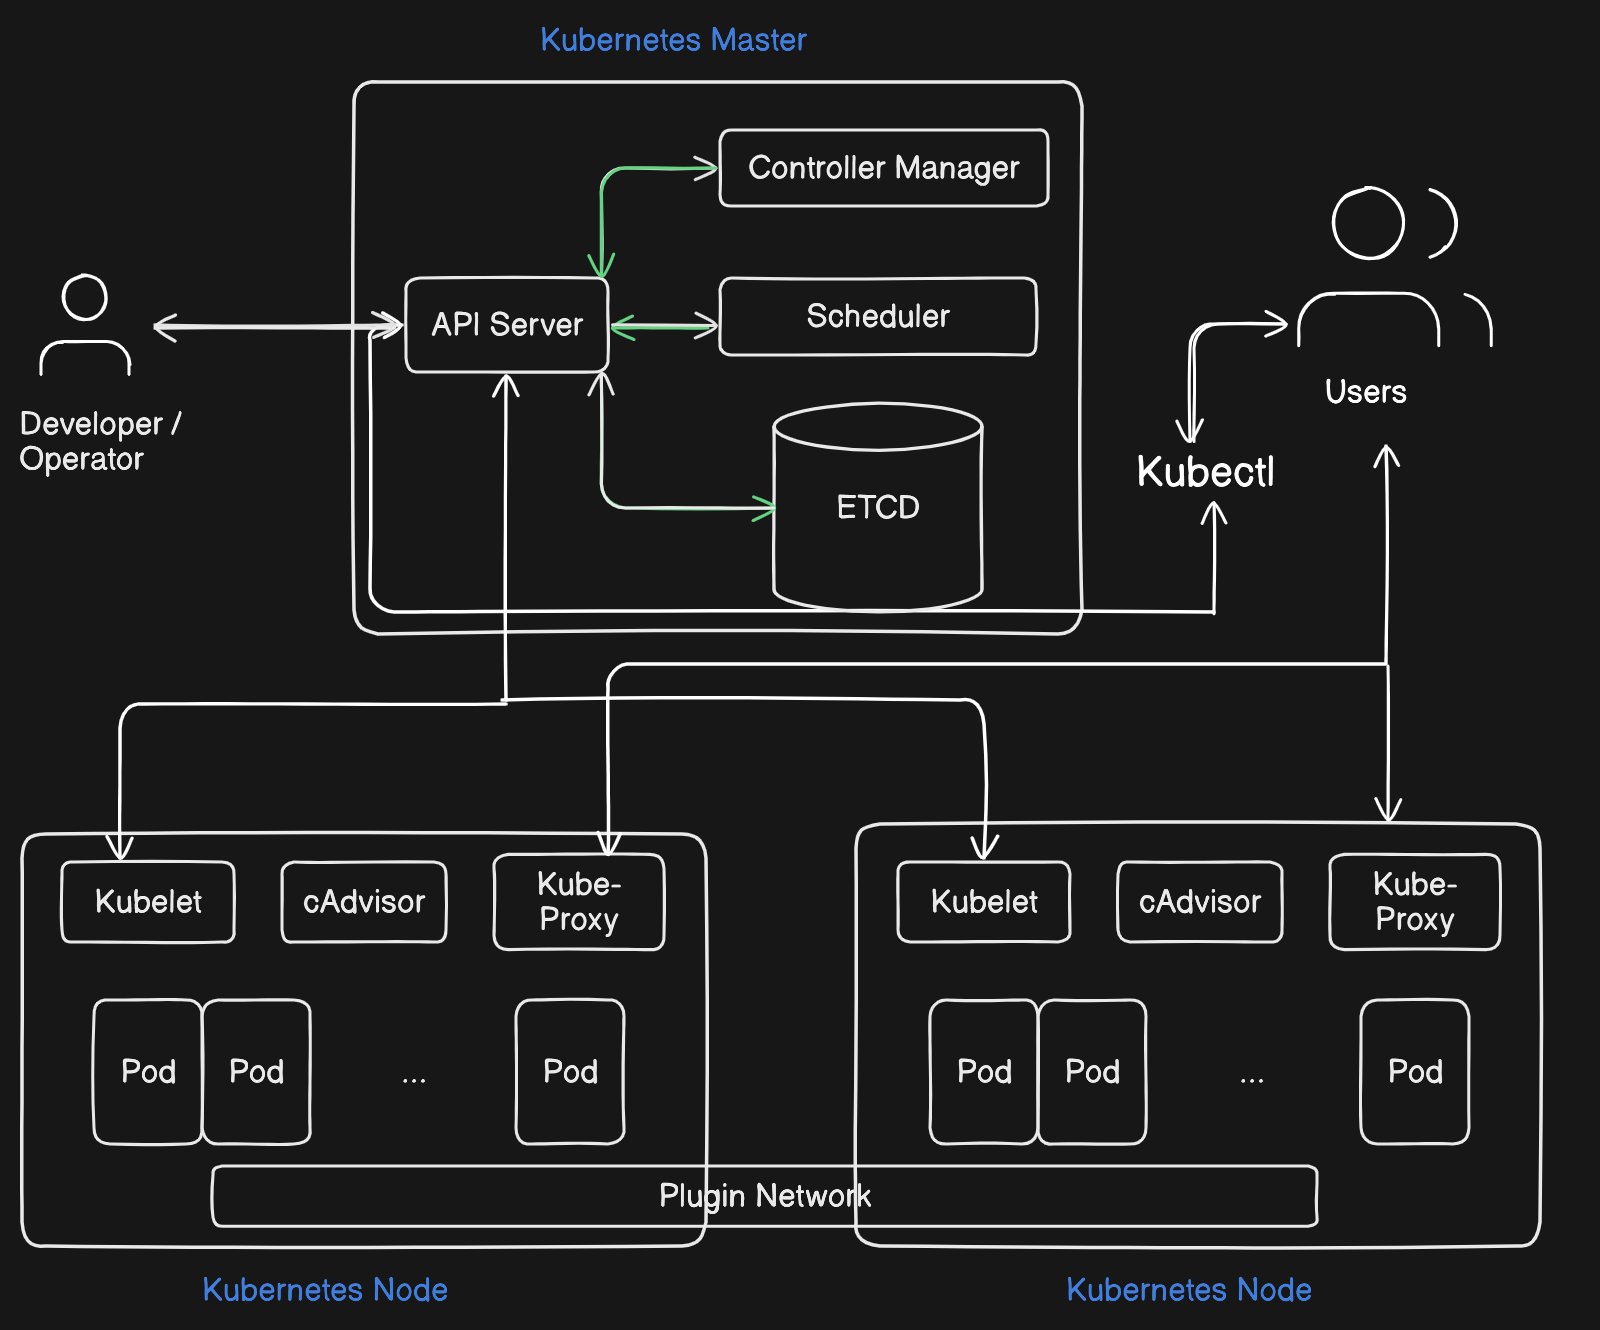 Kubernetes Master
Controller Manager
API Server
Scheduler
Developer /
Operator
Users
Kubectl
ETCD
Kubelet
cAdvisor
Kube-
Proxy
Kubelet
cAdvisor
Kube-
Proxy
Pod
Pod
...
Pod
Pod
Pod
...
Pod
Plugin Network
Kubernetes Node
Kubernetes Node